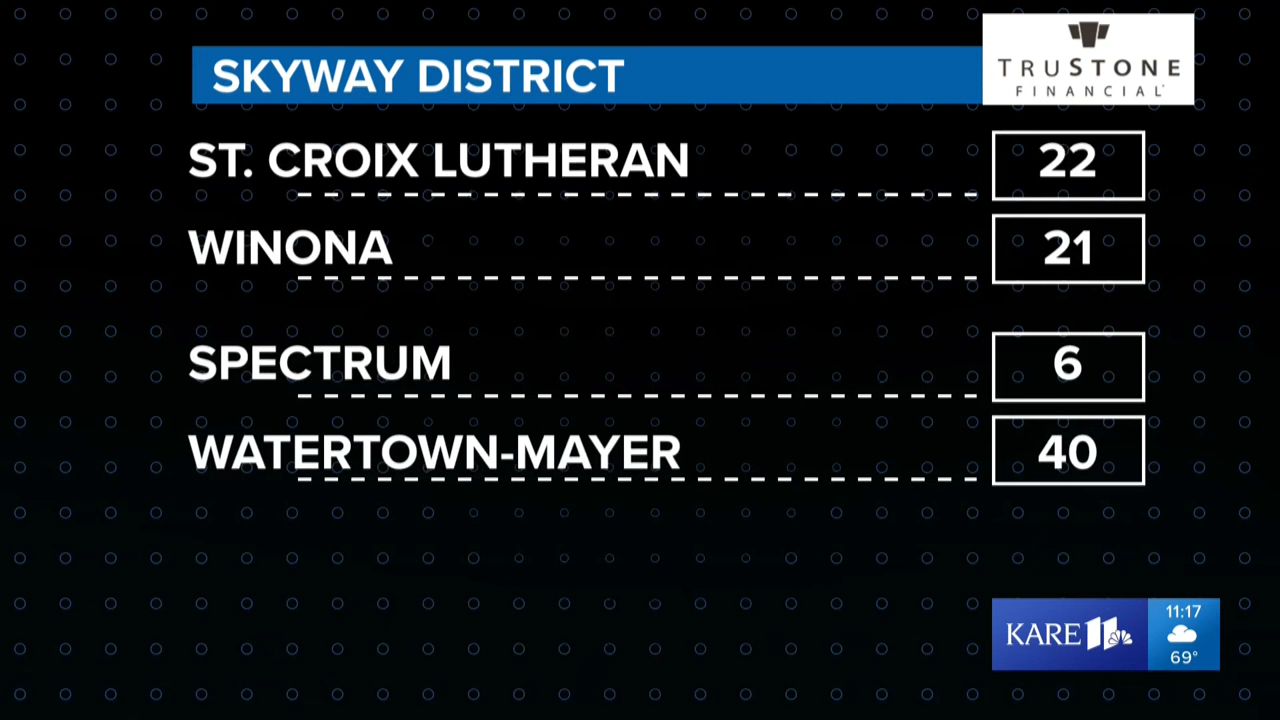 SKYWAY DISTRICT
TRUSTONE
FINANCIAL
ST. CROIX LUTHERAN 22
WINONA 21
SPECTRUM 6
WATERTOWN-MAYER 40
KARE 11
11:17
69°